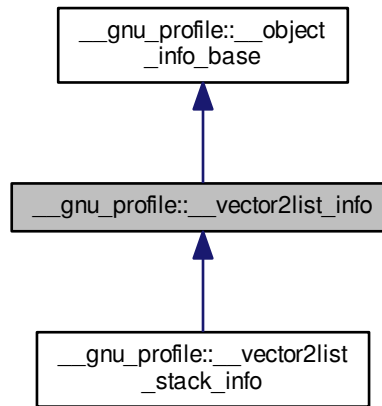 __gnu_profile::__object
_info_base
__gnu_profile::__vector2list_info
__gnu_profile::__vector2list
_stack_info